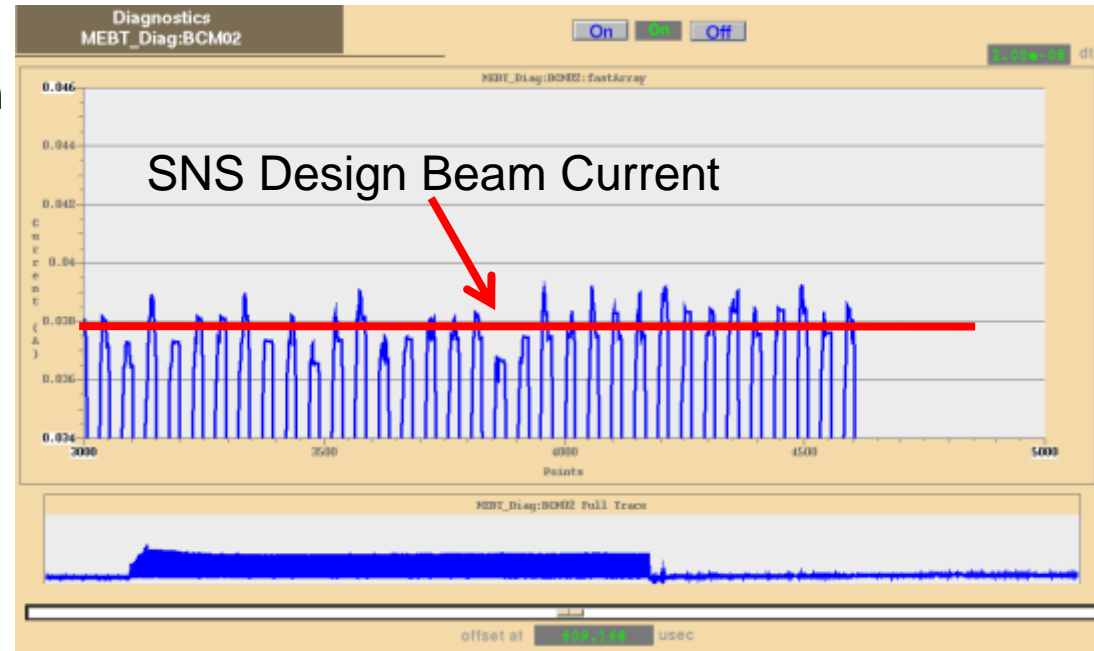 Diagnostics
MEBT_Diag:BCM02
On On Off
2.00e-08 dt
MEBT_Diag:BCM02:fastArray
0.046
0.044
SNS Design Beam Current
0.042
Current (A)
0.04
0.038
0.036
0.034
3000 3500 4000 4500 5000
Points
MEBT_Diag:BCM02 Full Trace
offset at 609.168 usec